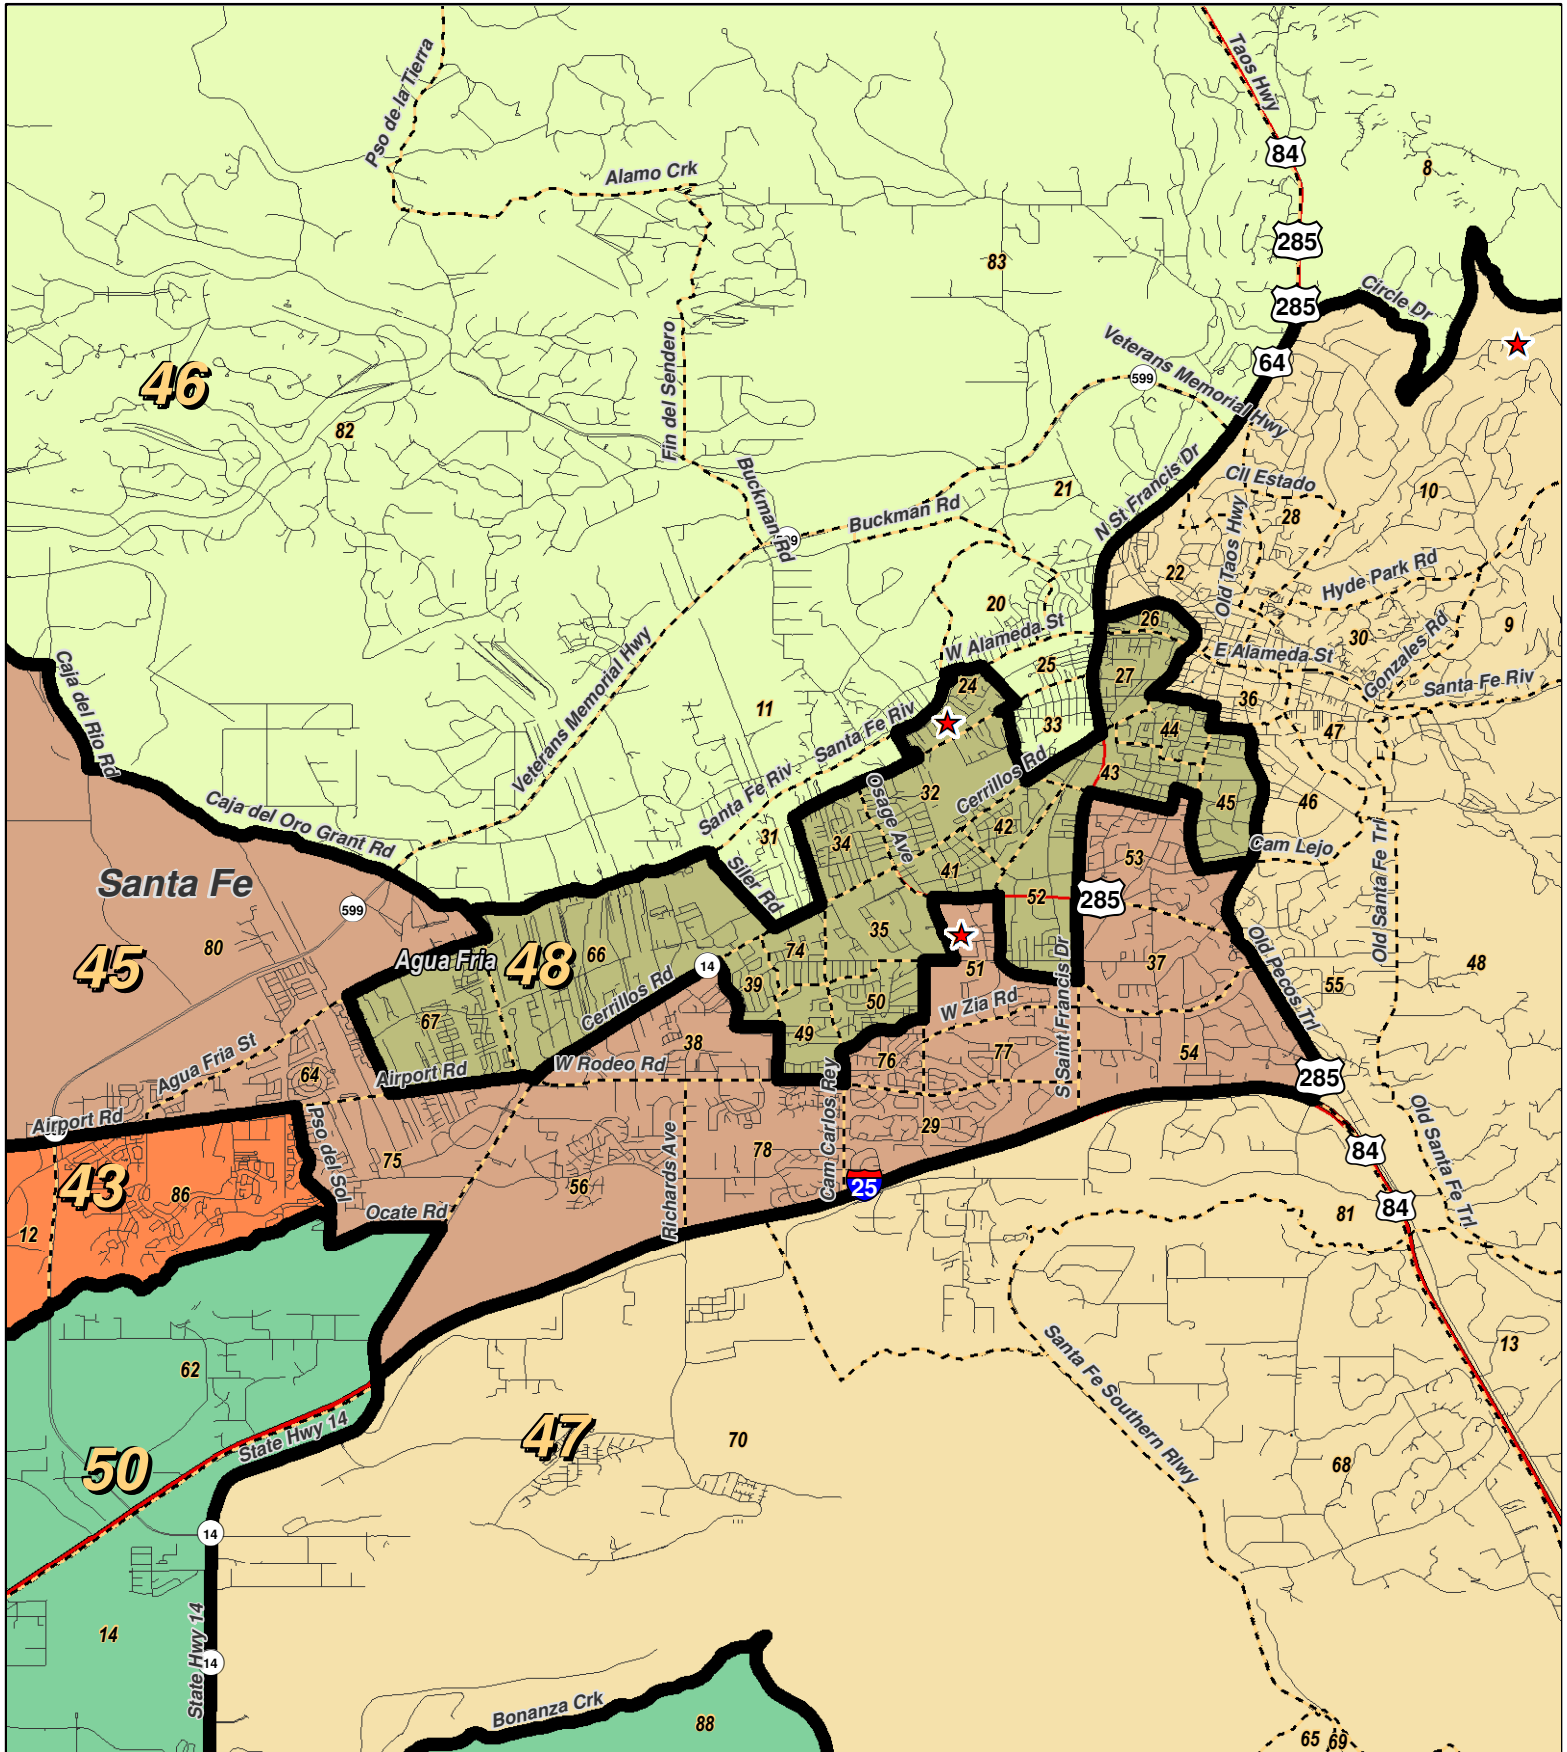 Taos Hwy
Pso de la Tierra
84
Alamo Crk
8
285
83
285
Circle Dr
Fin del Sendero
Veterans Memorial Hwy
64
599
46
82
Buckman Rd
N St Francis Dr
Cll Estado
21
10
Buckman Rd
28
Old Taos Hwy
22
Hyde Park Rd
20
26
W Alameda St
30
Gonzales Rd
9
E Alameda St
Veterans Memorial Hwy
25
24
27
36
Santa Fe Riv
Caja del Rio Rd
11
Santa Fe Riv
33
44
47
43
Cerrillos Rd
32
Osage Ave
Santa Fe Riv
45
46
Caja del Oro Grant Rd
31
34
42
Cam Lejo
53
41
Santa Fe
Siler Rd
52
285
Old Santa Fe Trl
599
35
80
45
Agua Fria
48
66
74
51
37
Old Pecos Trl
48
14
39
50
S Saint Francis Dr
55
Cerrillos Rd
W Zia Rd
67
49
38
Agua Fria St
76
77
54
64
Airport Rd
W Rodeo Rd
285
Cam Carlos Rey
Airport Rd
Pso del Sol
Richards Ave
29
Old Santa Fe Trl
78
84
75
43
86
56
25
84
Ocate Rd
81
12
62
Santa Fe Southern Rlwy
13
State Hwy 14
47
70
50
68
14
14
State Hwy 14
14
Bonanza Crk
88
65
69